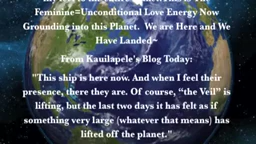 Feminine=Unconditional Love Energy Now
Grounding into this Planet.  We are Here and We
Have Landed~
From Kauilapele's Blog Today:
"This ship is here now. And when I feel their
presence, there they are. Of course, “the Veil” is
lifting, but the last two days it has felt as if
something very large (whatever that means) has
lifted off the planet."